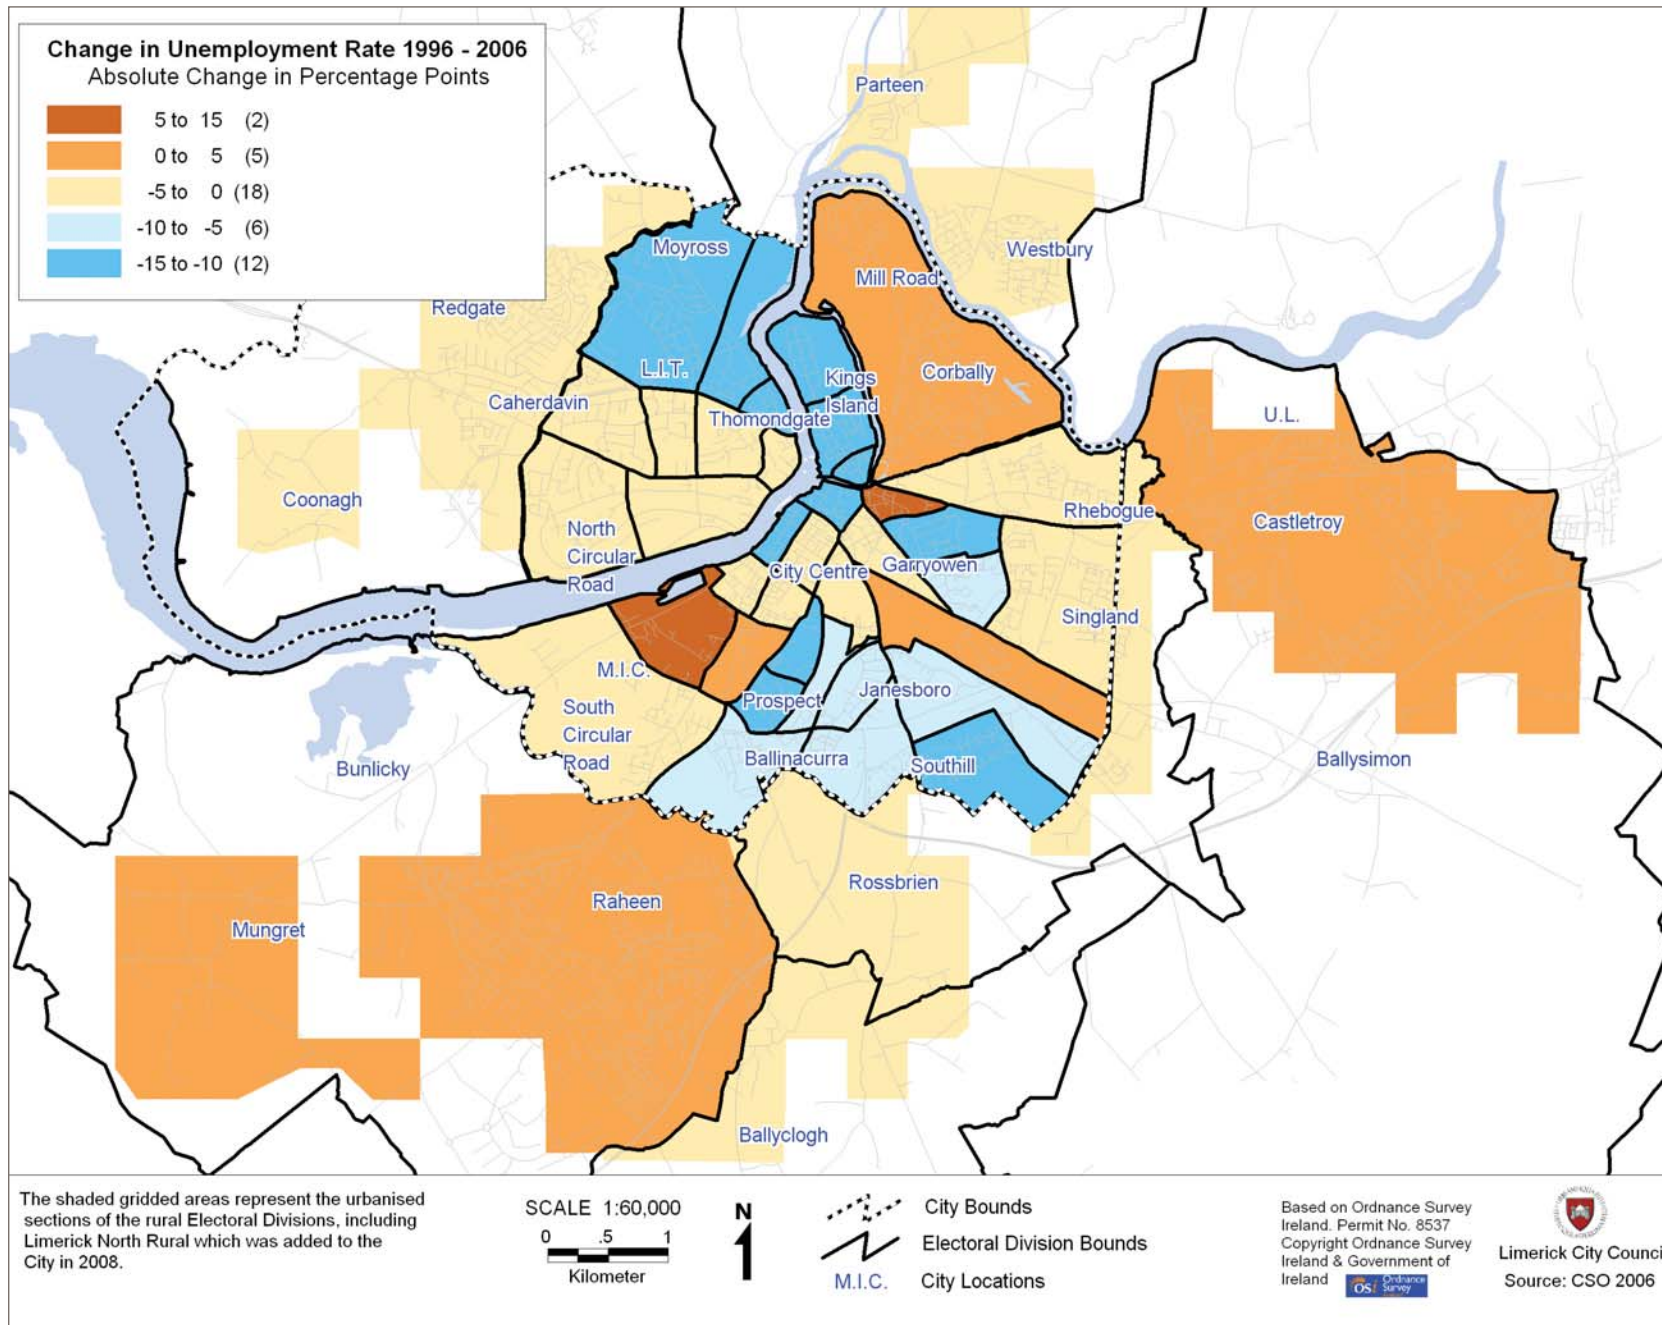 Change in Unemployment Rate 1996 - 2006
Absolute Change in Percentage Points
5 to 15 (2)
0 to 5 (5)
-5 to 0 (18)
-10 to -5 (6)
-15 to -10 (12)
Parteen
Moyross
Westbury
Mill Road
Redgate
L.I.T.
Corbally
Kings
Island
Caherdavin
Thomondgate
U.L.
Coonagh
Rhebogue
Castletroy
North
Circular
Road
City Centre
Garryowen
Singland
M.I.C.
Prospect
Janesboro
South
Circular
Road
Ballinacurra
Southill
Bunlicky
Ballysimon
Rossbrien
Raheen
Mungret
Ballyclogh
The shaded gridded areas represent the urbanised
sections of the rural Electoral Divisions, including
Limerick North Rural which was added to the
City in 2008.
SCALE 1:60,000
0 .5 1
Kilometer
N
City Bounds
Electoral Division Bounds
M.I.C. City Locations
Based on Ordnance Survey
Ireland. Permit No. 8537
Copyright Ordnance Survey
Ireland & Government of
Ireland
OSi Ordnance
Survey
Limerick City Counci
Source: CSO 2006